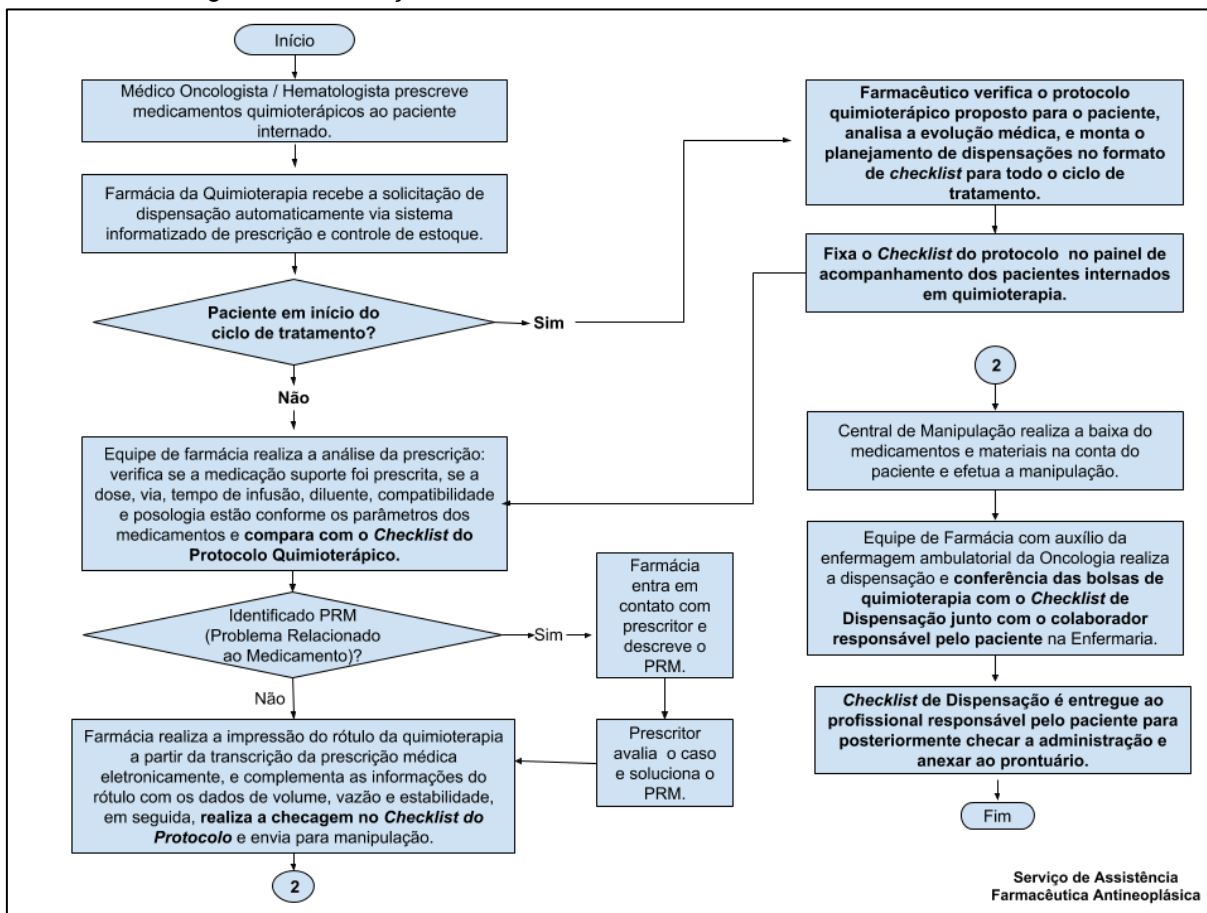 Início
Médico Oncologista / Hematologista prescreve
medicamentos quimioterápicos ao paciente
internado.
Farmácia da Quimioterapia recebe a solicitação de
dispensação automaticamente via sistema
informatizado de prescrição e controle de estoque.
Paciente em início do
ciclo de tratamento?
Sim
Não
Farmacêutico verifica o protocolo
quimioterápico proposto para o paciente,
analisa a evolução médica, e monta o
planejamento de dispensações no formato
de checklist para todo o ciclo de
tratamento.
Fixa o Checklist do protocolo no painel de
acompanhamento dos pacientes internados
em quimioterapia.
Equipe de farmácia realiza a análise da prescrição:
verifica se a medicação suporte foi prescrita, se a
dose, via, tempo de infusão, diluente, compatibilidade
e posologia estão conforme os parâmetros dos
medicamentos e compara com o Checklist do
Protocolo Quimioterápico.
Identificado PRM
(Problema Relacionado
ao Medicamento)?
Sim
Farmácia
entra em
contato com
prescritor e
descreve o
PRM.
Prescritor
avalia o caso
e soluciona o
PRM.
Não
Farmácia realiza a impressão do rótulo da quimioterapia
a partir da transcrição da prescrição médica
eletronicamente, e complementa as informações do
rótulo com os dados de volume, vazão e estabilidade,
em seguida, realiza a checagem no Checklist do
Protocolo e envia para manipulação.
2
2
Central de Manipulação realiza a baixa do
medicamentos e materiais na conta do
paciente e efetua a manipulação.
Equipe de Farmácia com auxílio da
enfermagem ambulatorial da Oncologia realiza
a dispensação e conferência das bolsas de
quimioterapia com o Checklist de
Dispensação junto com o colaborador
responsável pelo paciente na Enfermaria.
Checklist de Dispensação é entregue ao
profissional responsável pelo paciente para
posteriormente checar a administração e
anexar ao prontuário.
Fim
Serviço de Assistência
Farmacêutica Antineoplásica